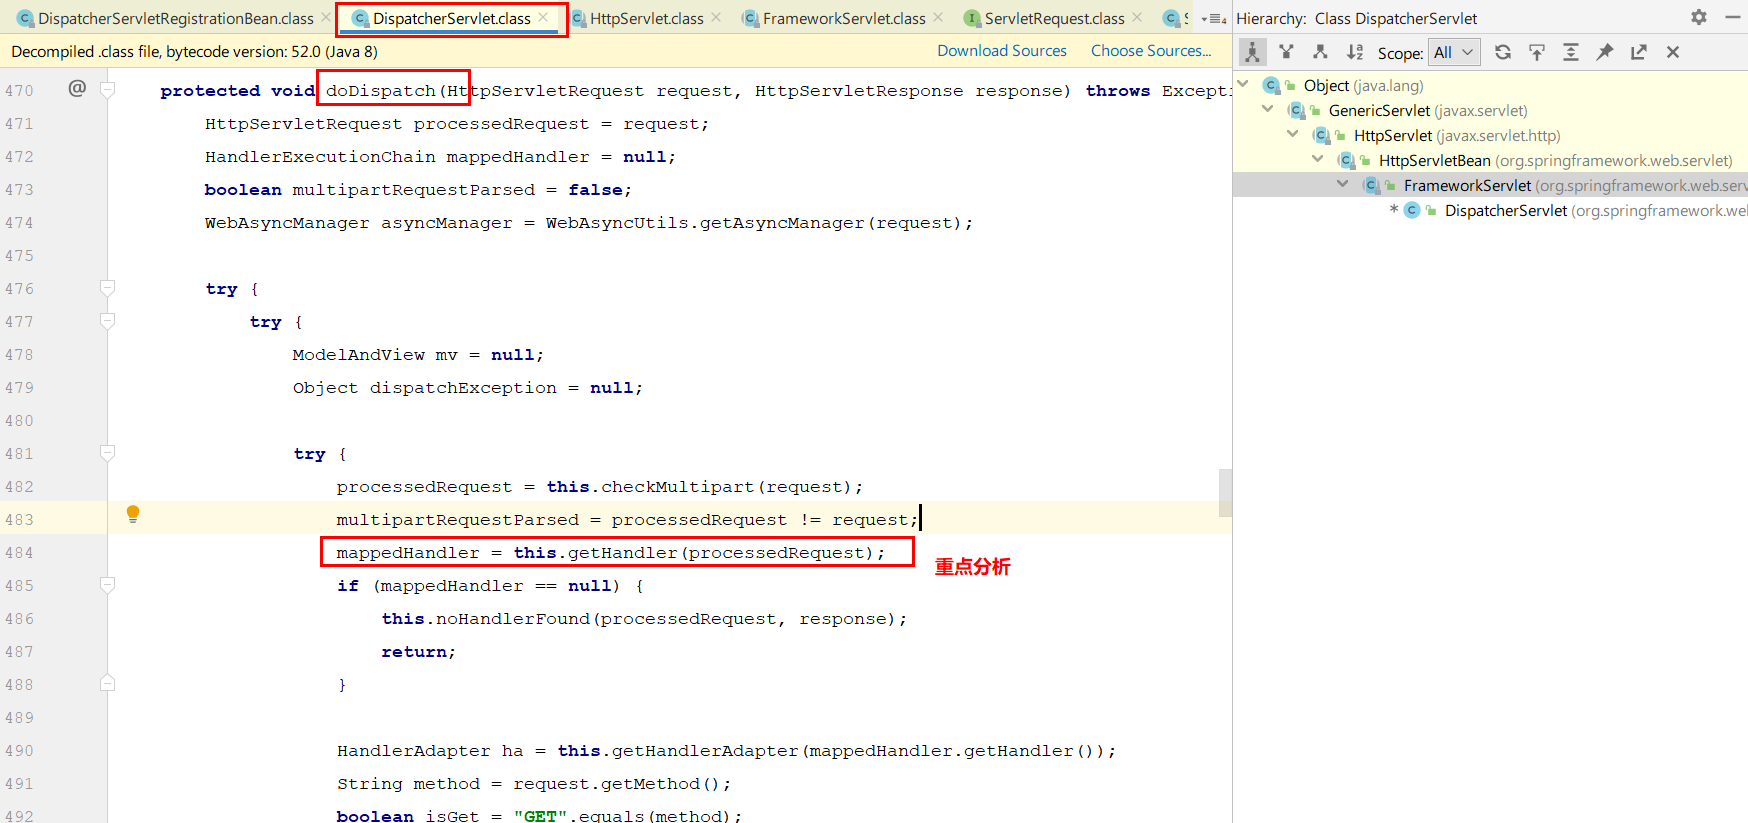 DispatcherServletRegistrationBean.class
DispatcherServlet.class
HttpServlet.class
FrameworkServlet.class
ServletRequest.class
Hierarchy: Class DispatcherServlet
Decompiled .class file, bytecode version: 52.0 (Java 8)
Download Sources
Choose Sources...
Scope: All
470 @ protected void doDispatch(HttpServletRequest request, HttpServletResponse response) throws Excepti
471 HttpServletRequest processedRequest = request;
472 HandlerExecutionChain mappedHandler = null;
473 boolean multipartRequestParsed = false;
474 WebAsyncManager asyncManager = WebAsyncUtils.getAsyncManager(request);
475
476 try {
477 try {
478 ModelAndView mv = null;
479 Object dispatchException = null;
480
481 try {
482 processedRequest = this.checkMultipart(request);
483 multipartRequestParsed = processedRequest != request;
484 mappedHandler = this.getHandler(processedRequest);
重点分析
485 if (mappedHandler == null) {
486 this.noHandlerFound(processedRequest, response);
487 return;
488 }
489
490 HandlerAdapter ha = this.getHandlerAdapter(mappedHandler.getHandler());
491 String method = request.getMethod();
492 boolean isGet = "GET".equals(method);
Object (java.lang)
GenericServlet (javax.servlet)
HttpServlet (javax.servlet.http)
HttpServletBean (org.springframework.web.servlet)
FrameworkServlet (org.springframework.web.serv
* DispatcherServlet (org.springframework.we